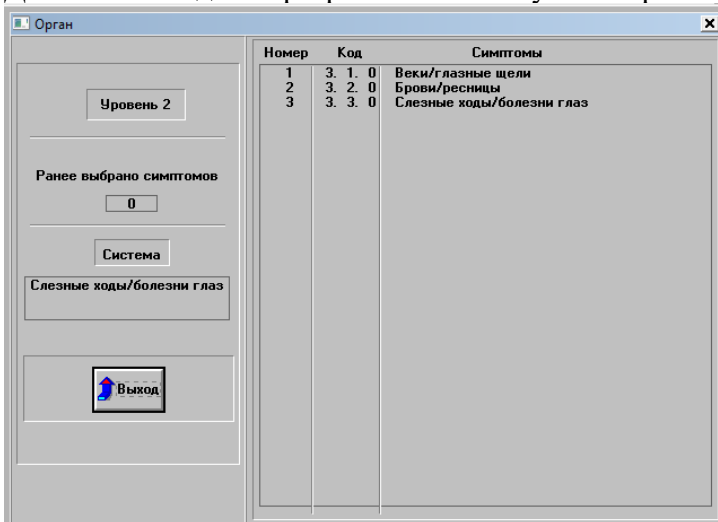 Орган
Уровень 2
Ранее выбрано симптомов
0
Система
Слезные ходы/болезни глаз
Выход
Номер Код Симптомы
1 3. 1. 0 Веки/глазные щели
2 3. 2. 0 Брови/ресницы
3 3. 3. 0 Слезные ходы/болезни глаз